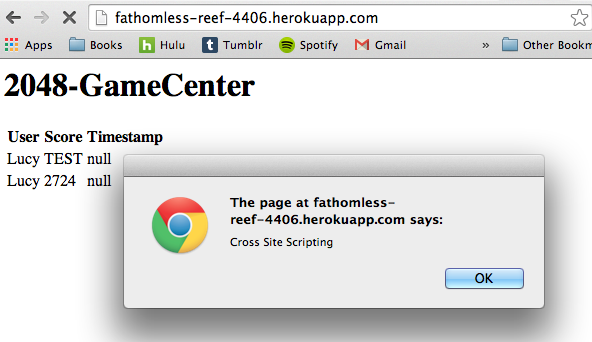 fathomless-reef-4406.herokuapp.com
Apps Books h Hulu t Tumblr Spotify Gmail » Other Bookm
2048-GameCenter
User Score Timestamp
Lucy TEST null
Lucy 2724 null
The page at fathomless-
reef-4406.herokuapp.com says:
Cross Site Scripting
OK